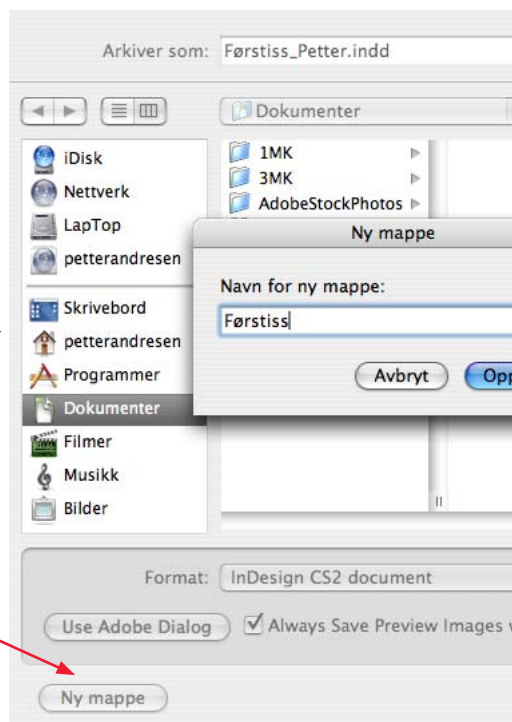 Arkiver som: Førstiss_Petter.indd
Dokumenter
iDisk
Nettverk
LapTop
petterandresen
Skrivebord
petterandresen
Programmer
Dokumenter
Filmer
Musikk
Bilder
1MK
3MK
AdobeStockPhotos
Ny mappe
Navn for ny mappe:
Førstiss
Avbryt Opp
Format: InDesign CS2 document
Use Adobe Dialog Always Save Preview Images
Ny mappe